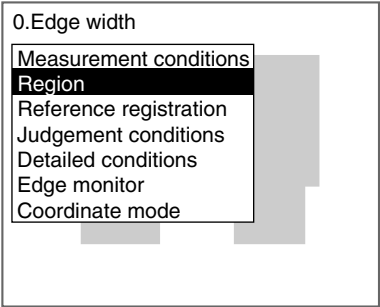 0.Edge width
Measurement conditions
Region
Reference registration
Judgement conditions
Detailed conditions
Edge monitor
Coordinate mode